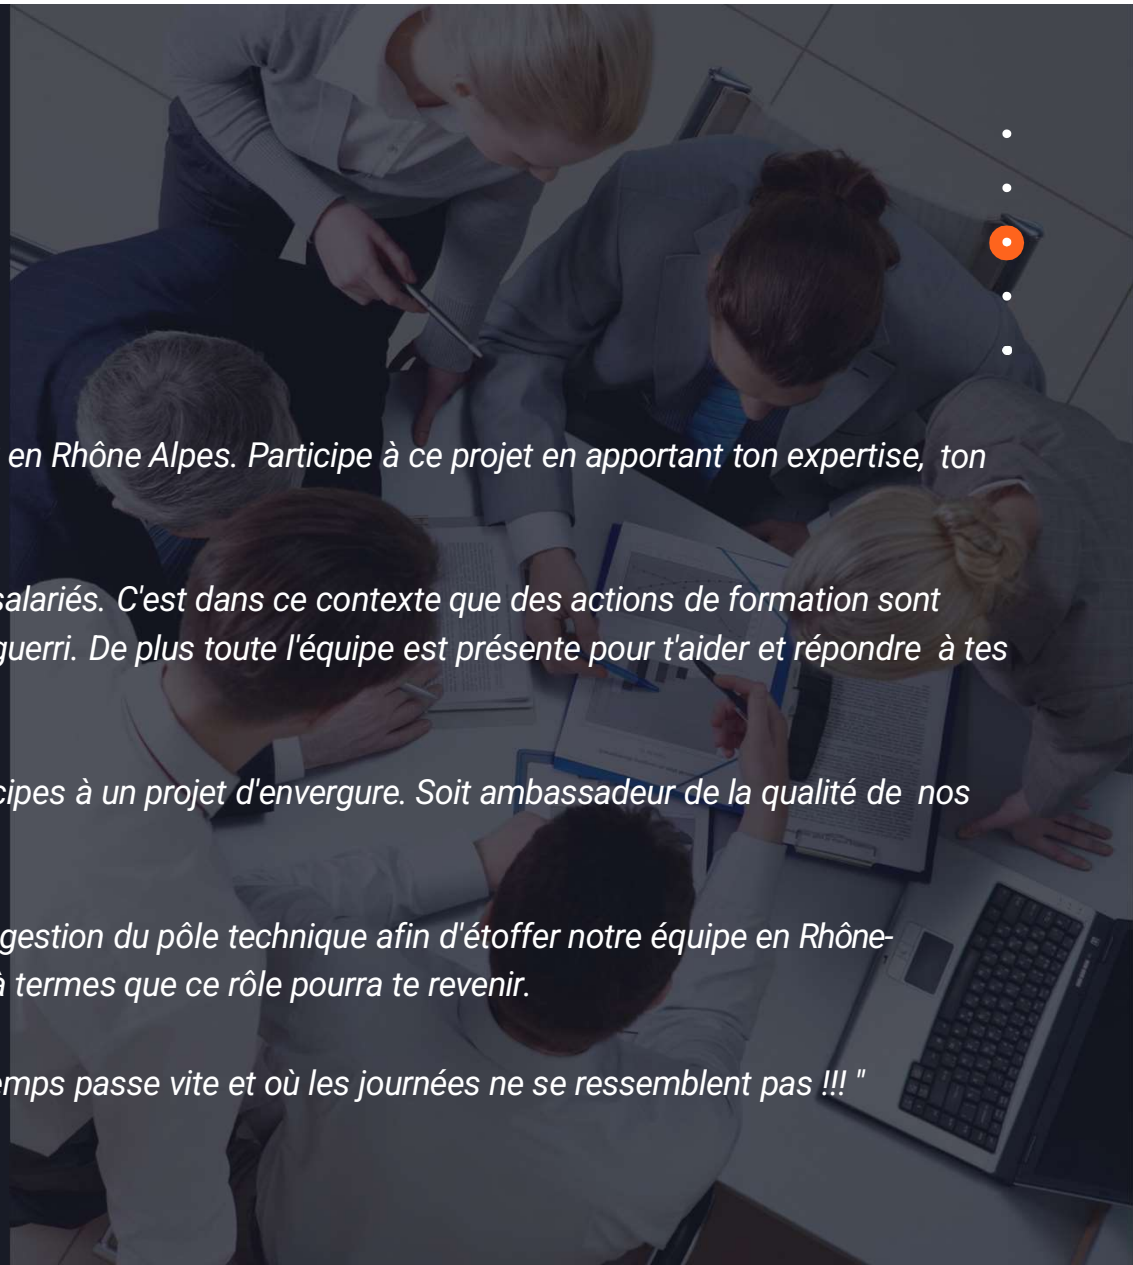 en Rhône Alpes. Participe à ce projet en apportant ton expertise, ton
salariés. C'est dans ce contexte que des actions de formation sont
guerri. De plus toute l'équipe est présente pour t'aider et répondre à tes
cipes à un projet d'envergure. Soit ambassadeur de la qualité de nos
gestion du pôle technique afin d'étoffer notre équipe en Rhône-
à termes que ce rôle pourra te revenir.
emps passe vite et où les journées ne se ressemblent pas !!! "